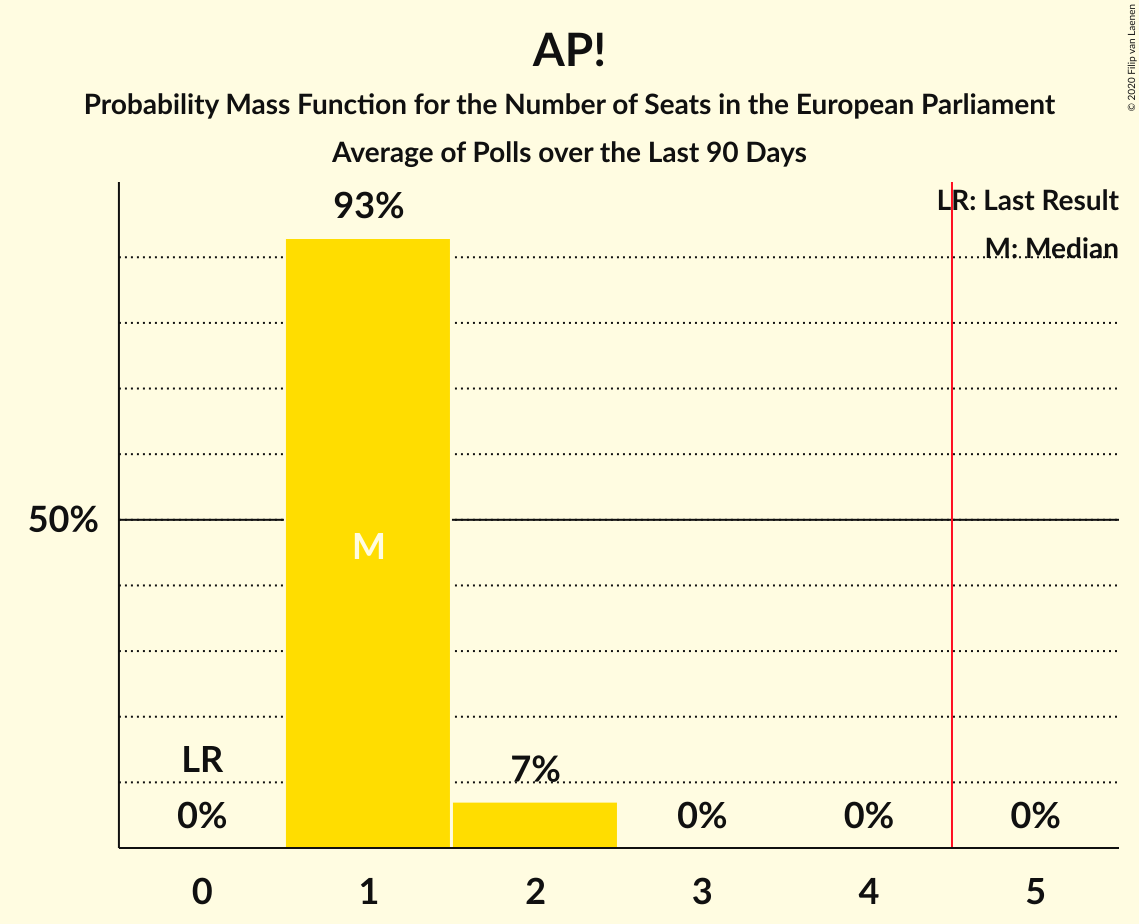 AP!
Probability Mass Function for the Number of Seats in the European Parliament
Average of Polls over the Last 90 Days
© 2020 Filip van Laenen
LR: Last Result
M: Median
93%
50%
M
LR
7%
0%
0%
0%
0%
0
1
2
3
4
5